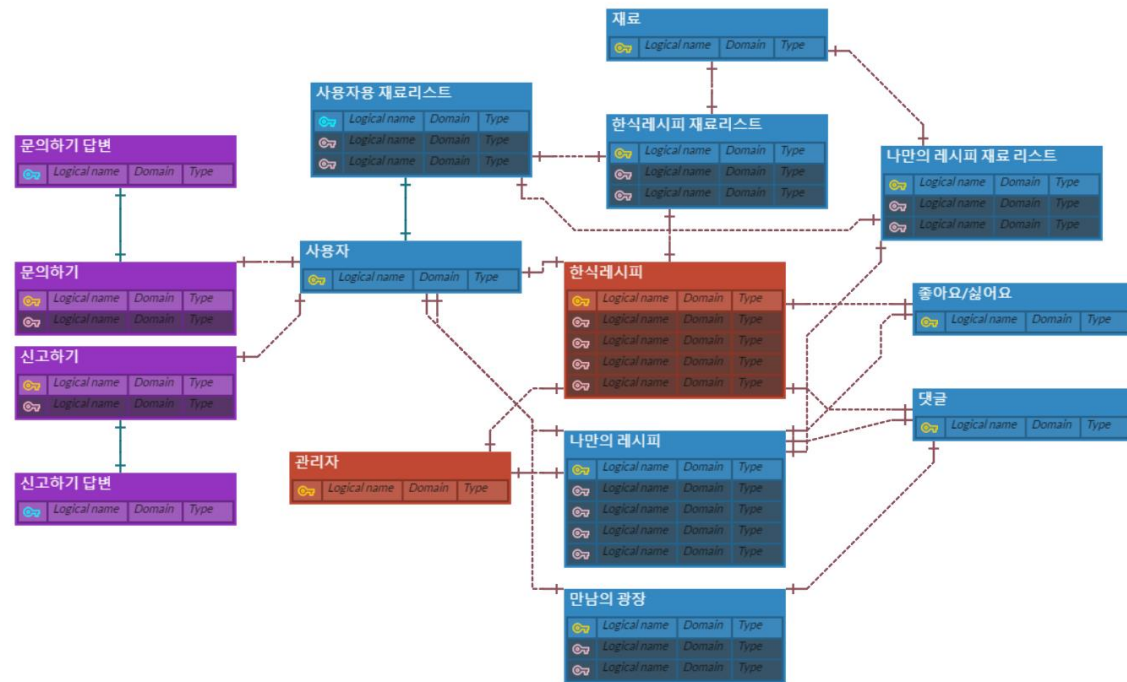 재료
Logical name Domain Type
사용자용 재료리스트
Logical name Domain Type
Logical name Domain Type
Logical name Domain Type
한식레시피 재료리스트
Logical name Domain Type
Logical name Domain Type
Logical name Domain Type
문의하기 답변
Logical name Domain Type
나만의 레시피 재료 리스트
Logical name Domain Type
Logical name Domain Type
Logical name Domain Type
사용자
Logical name Domain Type
문의하기
Logical name Domain Type
Logical name Domain Type
한식레시피
Logical name Domain Type
Logical name Domain Type
Logical name Domain Type
Logical name Domain Type
Logical name Domain Type
좋아요/싫어요
Logical name Domain Type
신고하기
Logical name Domain Type
Logical name Domain Type
댓글
Logical name Domain Type
나만의 레시피
Logical name Domain Type
Logical name Domain Type
Logical name Domain Type
Logical name Domain Type
Logical name Domain Type
관리자
Logical name Domain Type
신고하기 답변
Logical name Domain Type
만남의 광장
Logical name Domain Type
Logical name Domain Type
Logical name Domain Type